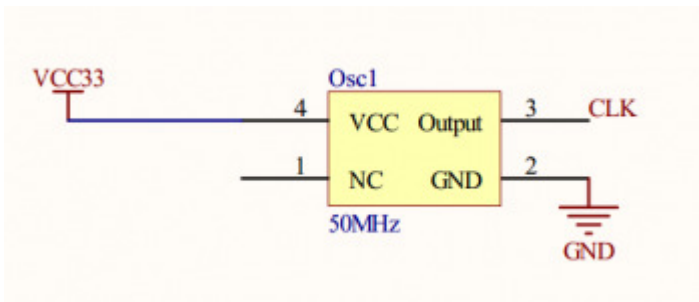 VCC33
Osc1
4 VCC Output 3 CLK
1 NC GND 2
50MHz
GND